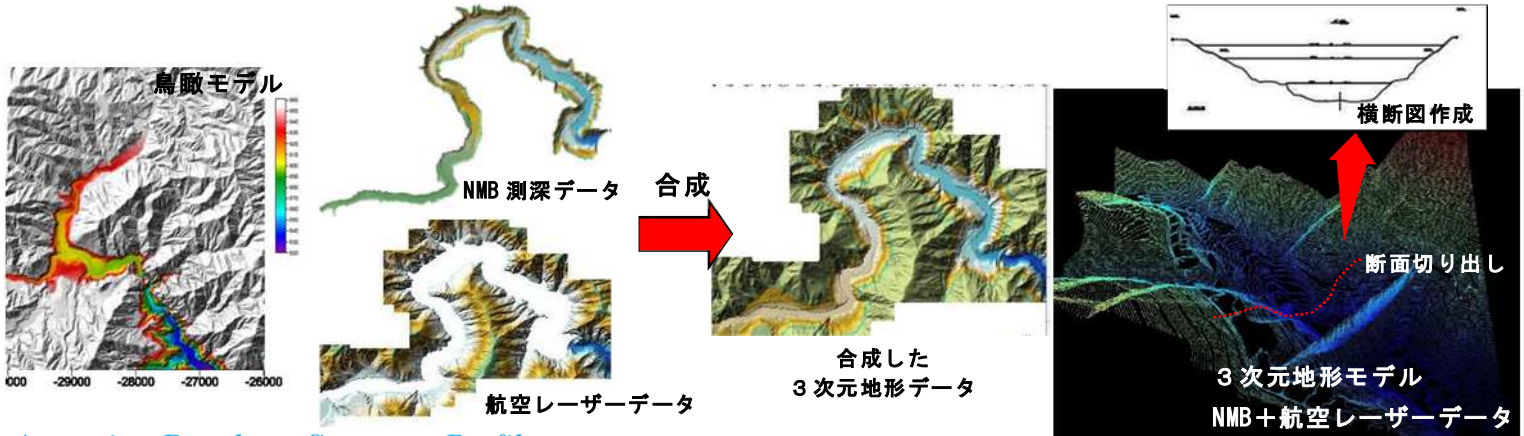 鳥瞰モデル
000 -29000 -28000 -27000 -26000
NMB 測深データ
航空レーザーデータ
合成
合成した
３次元地形データ
横断図作成
断面切り出し
３次元地形モデル
NMB＋航空レーザーデータ